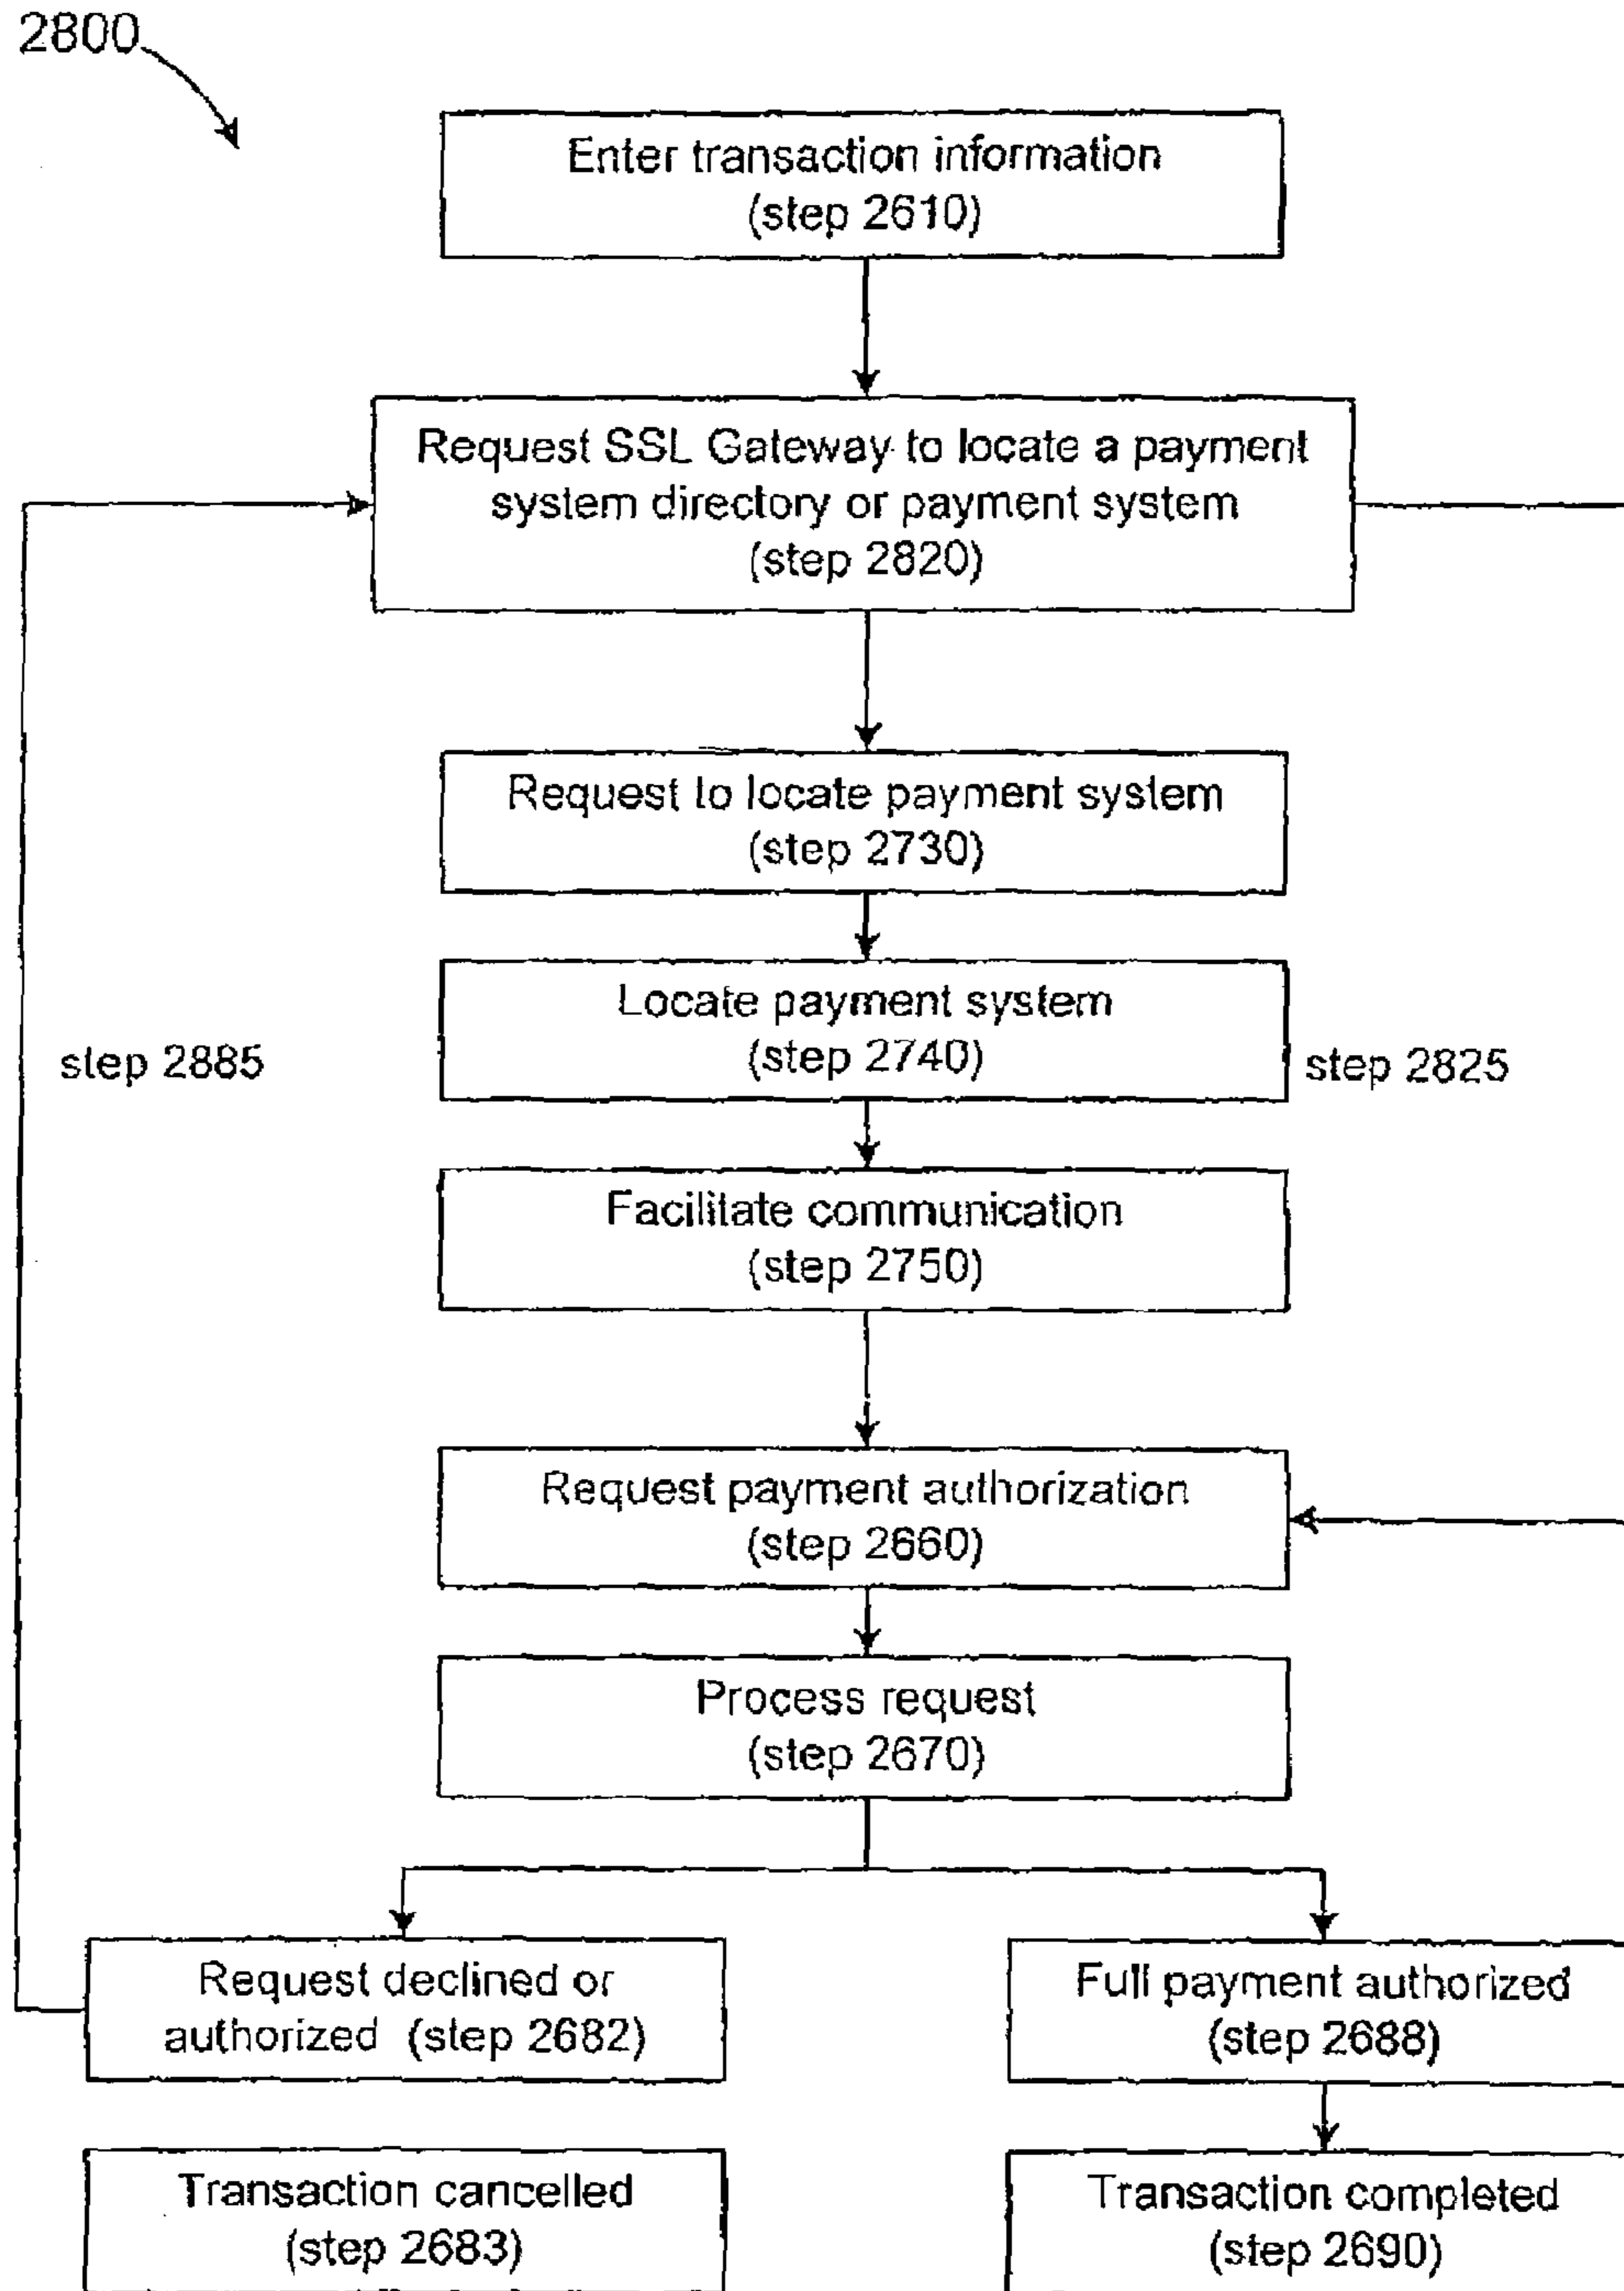 2800
Enter transaction information
(step 2610)
Request SSL Gateway to locate a payment
system directory or payment system
(step 2820)
Request to locate payment system
(step 2730)
Locate payment system
(step 2740)
step 2885
step 2825
Facilitate communication
(step 2750)
Request payment authorization
(step 2660)
Process request
(step 2670)
Request declined or
authorized (step 2682)
Full payment authorized
(step 2688)
Transaction cancelled
(step 2683)
Transaction completed
(step 2690)